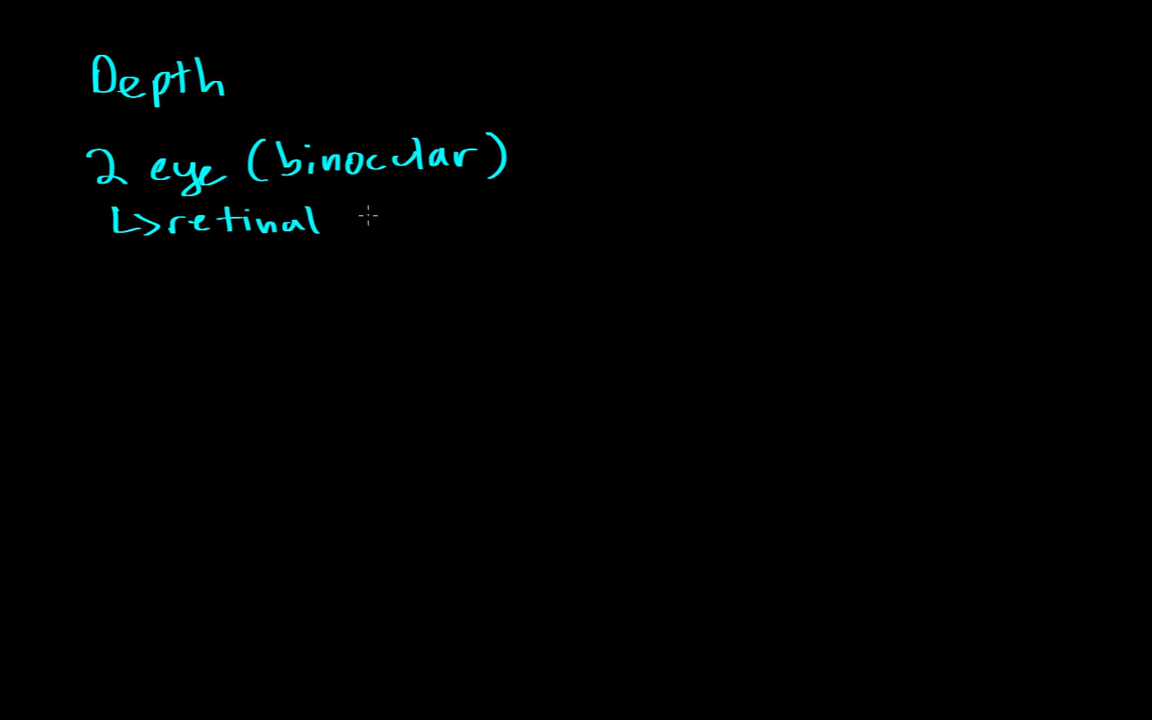 Depth
2 eye (binocular)
↳ retinal